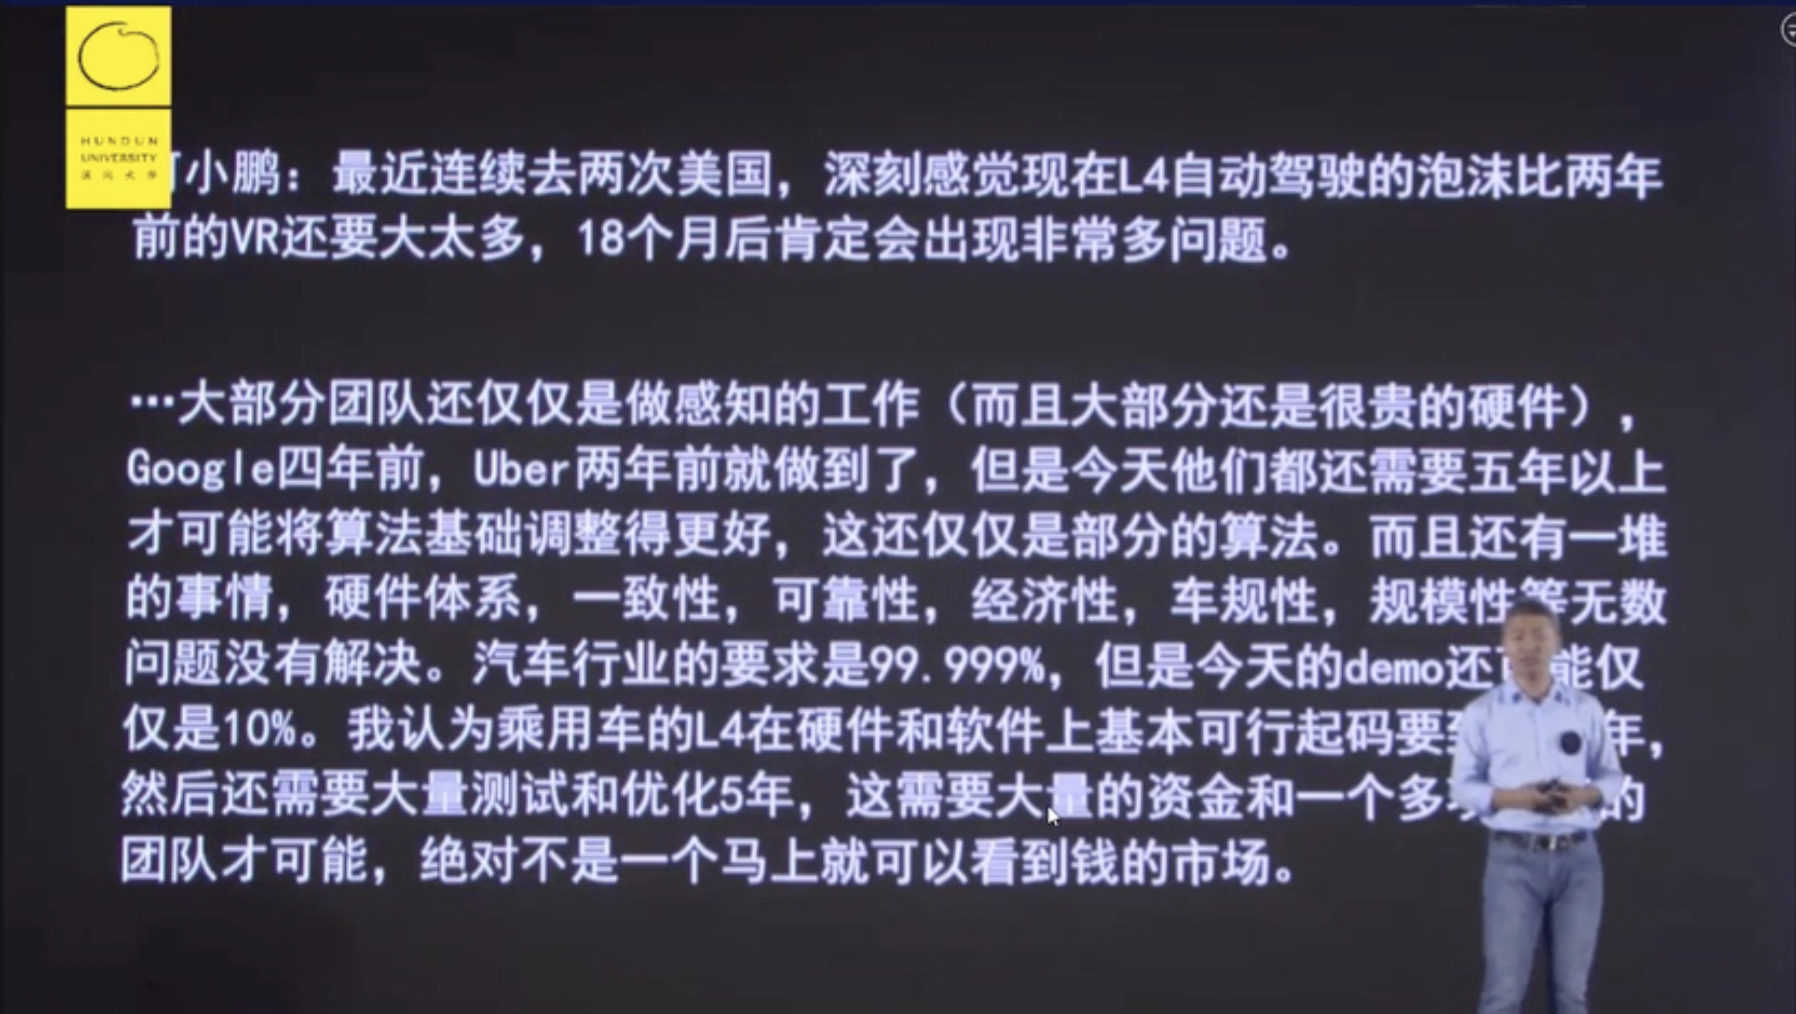 HUNDUN
UNIVERSITY
混沌大学
小鹏：最近连续去两次美国，深刻感觉现在L4自动驾驶的泡沫比两年
前的VR还要大太多，18个月后肯定会出现非常多问题。
…大部分团队还仅仅是做感知的工作（而且大部分还是很贵的硬件），
Google四年前，Uber两年前就做到了，但是今天他们都还需要五年以上
才可能将算法基础调整得更好，这还仅仅是部分的算法。而且还有一堆
的事情，硬件体系，一致性，可靠性，经济性，车规性，规模性等无数
问题没有解决。汽车行业的要求是99.999%，但是今天的demo还可能仅
仅是10%。我认为乘用车的L4在硬件和软件上基本可行起码要 年，
然后还需要大量测试和优化5年，这需要大量的资金和一个多 的
团队才可能，绝对不是一个马上就可以看到钱的市场。